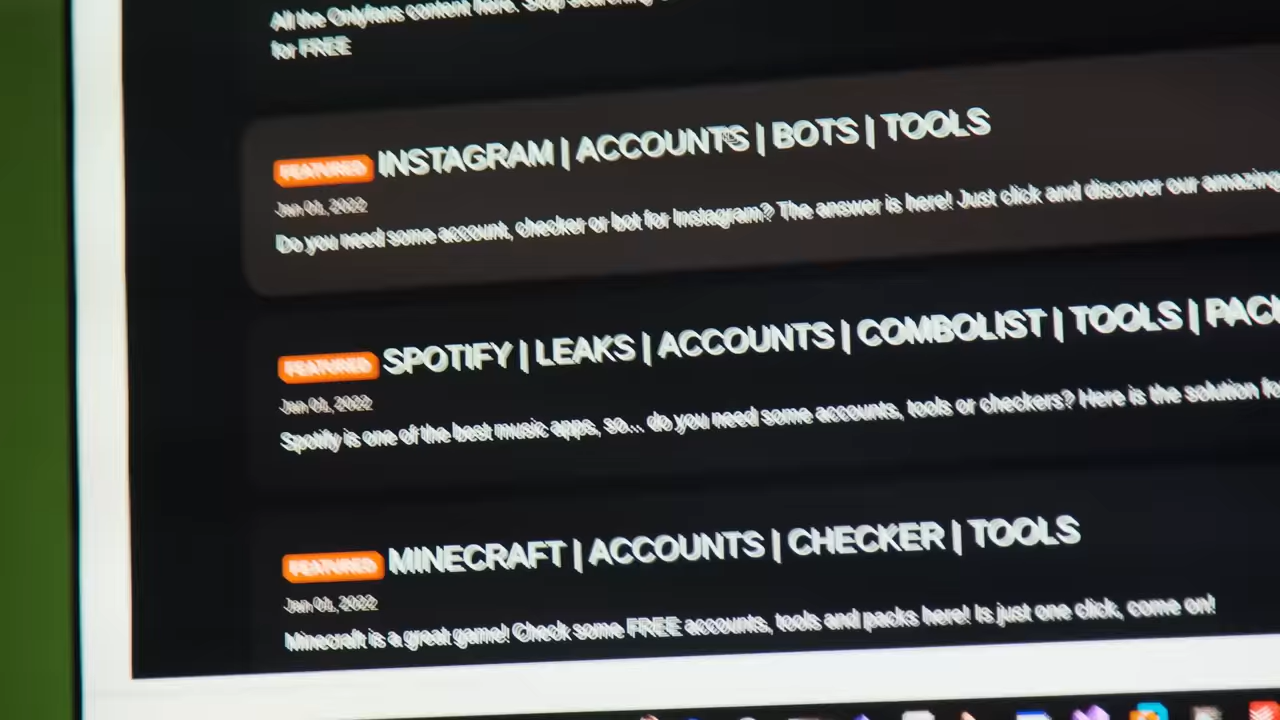 All the Onlyfans content here. Stop searching
for FREE
FEATURED INSTAGRAM | ACCOUNTS | BOTS | TOOLS
Jan 01, 2022
Do you need some account, checker or bot for Instagram? The answer is here! Just click and discover our amazing
FEATURED SPOTIFY | LEAKS | ACCOUNTS | COMBOLIST | TOOLS |
Jan 01, 2022
Spotify is one of the best music apps, so... do you need some accounts, tools or checkers? Here is the solution
FEATURED MINECRAFT | ACCOUNTS | CHECKER | TOOLS
Jan 01, 2022
Minecraft is a great game! Check some FREE accounts, tools and packs here! Is just one click, come on!